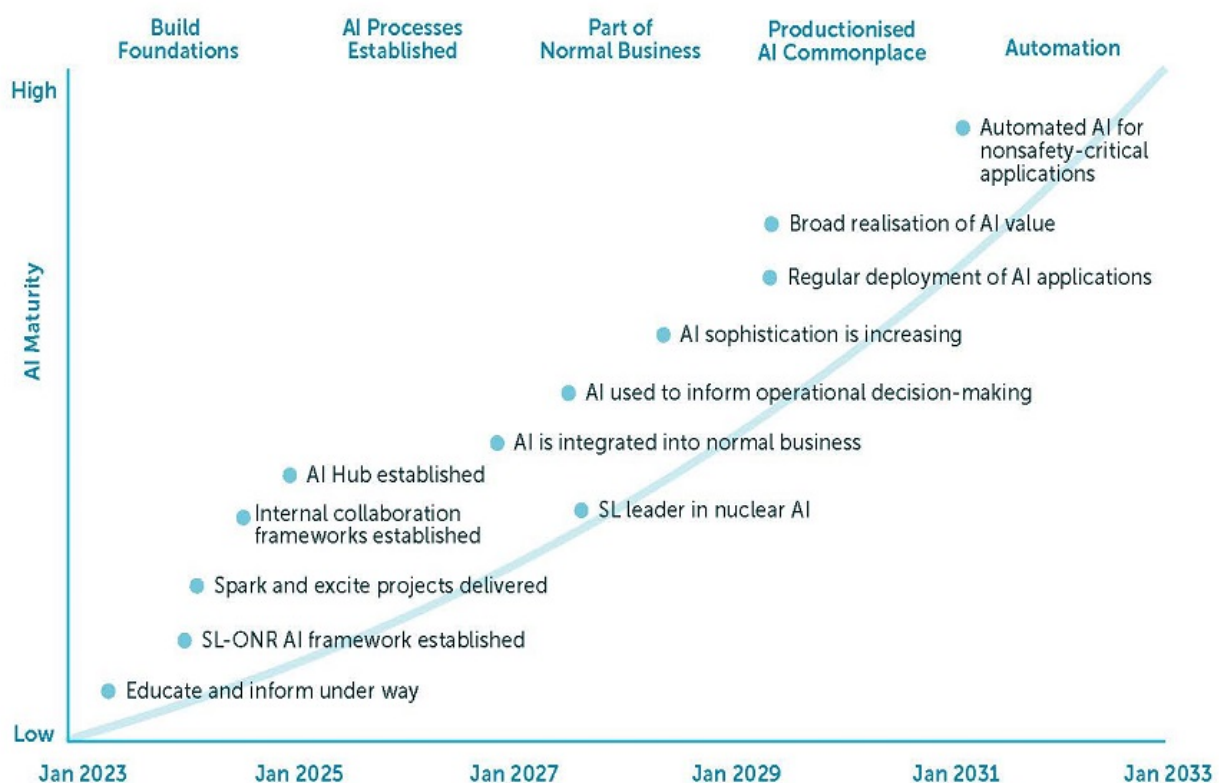 Build
Foundations
AI Processes
Established
Part of
Normal Business
Productionised
AI Commonplace
Automation
High
AI Maturity
Low
Automated AI for
nonsafety-critical
applications
Broad realisation of AI value
Regular deployment of AI applications
AI sophistication is increasing
AI used to inform operational decision-making
AI is integrated into normal business
AI Hub established
SL leader in nuclear AI
Internal collaboration
frameworks established
Spark and excite projects delivered
SL-ONR AI framework established
Educate and inform under way
Jan 2023
Jan 2025
Jan 2027
Jan 2029
Jan 2031
Jan 2033